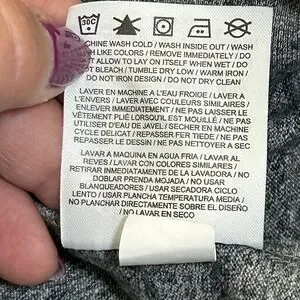 30C
MACHINE WASH COLD / WASH INSIDE OUT / WASH
WITH LIKE COLORS / REMOVE IMMEDIATELY / DO
NOT ALLOW TO LAY ON ITSELF WHEN WET / DO
NOT BLEACH / TUMBLE DRY LOW / WARM IRON /
DO NOT IRON DESIGN / DO NOT DRY CLEAN
LAVER EN MACHINE A L'EAU FROIDE / LAVER A
L'ENVERS / LAVER AVEC COULEURS SIMILAIRES /
ENLEVER IMMEDIATEMENT / NE PAS LAISSER LE
VÊTEMENT PLIÉ LORSQU'IL EST MOUILLÉ / NE PAS
UTILISER D'EAU DE JAVEL / SÉCHER EN MACHINE
CYCLE DELICAT / REPASSER FER TIEDE / NE PAS
REPASSER LE DESSIN / NE PAS NETTOYER A SEC
LAVAR A MAQUINA EN AGUA FRIA / LAVAR AL
REVES / LAVAR CON COLORES SIMILARES /
RETIRAR INMEDIATAMENTE DE LA LAVADORA / NO
DOBLAR PRENDA MOJADA / NO USAR
BLANQUEADORES / USAR SECADORA CICLO
LENTO / USAR PLANCHA TEMPERATURA MEDIA /
NO PLANCHAR DIRECTAMENTE SOBRE EL DISEÑO
/ NO LAVAR EN SECO